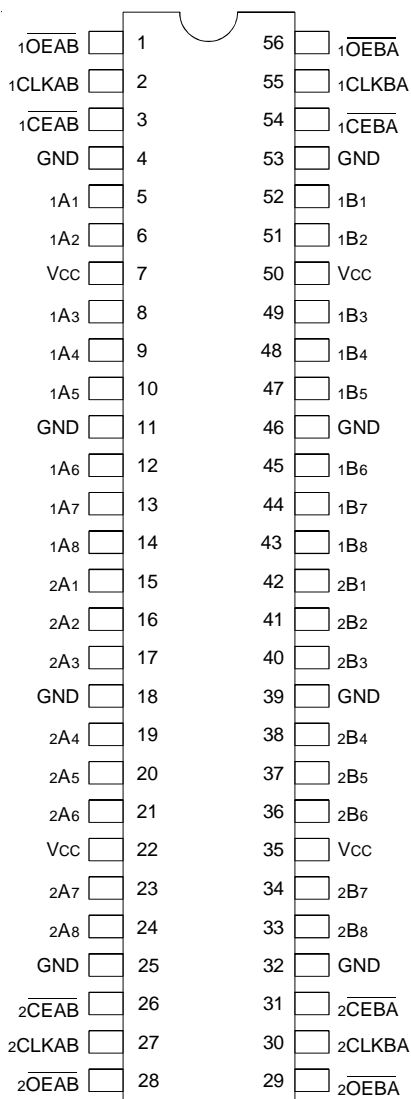 1OEAB 1 56 1OEBA
1CLKAB 2 55 1CLKBA
1CEAB 3 54 1CEBA
GND 4 53 GND
1A1 5 52 1B1
1A2 6 51 1B2
VCC 7 50 VCC
1A3 8 49 1B3
1A4 9 48 1B4
1A5 10 47 1B5
GND 11 46 GND
1A6 12 45 1B6
1A7 13 44 1B7
1A8 14 43 1B8
2A1 15 42 2B1
2A2 16 41 2B2
2A3 17 40 2B3
GND 18 39 GND
2A4 19 38 2B4
2A5 20 37 2B5
2A6 21 36 2B6
VCC 22 35 VCC
2A7 23 34 2B7
2A8 24 33 2B8
GND 25 32 GND
2CEAB 26 31 2CEBA
2CLKAB 27 30 2CLKBA
2OEAB 28 29 2OEBA